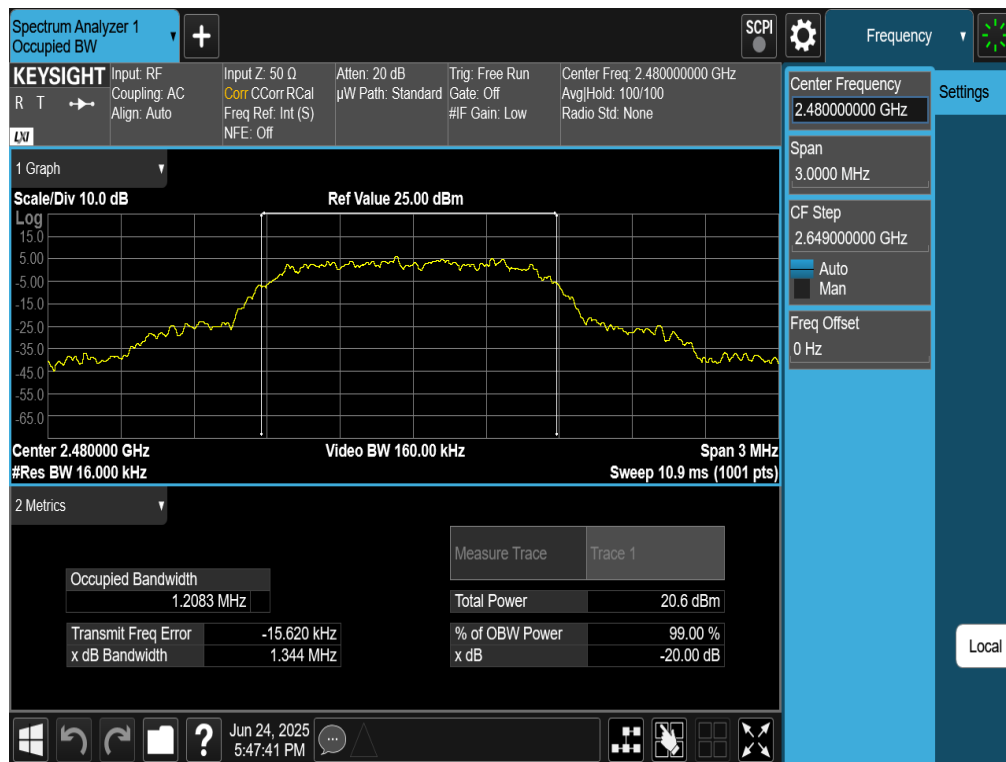 Spectrum Analyzer 1
Occupied BW
+
SCPI
Frequency
KEYSIGHT
R T
LXI
Input: RF
Coupling: AC
Align: Auto
Input Z: 50 Ω
Corr CCorr RCal
Freq Ref: Int (S)
NFE: Off
Atten: 20 dB
µW Path: Standard
Trig: Free Run
Gate: Off
#IF Gain: Low
Center Freq: 2.480000000 GHz
Avg|Hold: 100/100
Radio Std: None
Center Frequency
2.480000000 GHz
Settings
Span
3.0000 MHz
CF Step
2.649000000 GHz
Auto
Man
Freq Offset
0 Hz
Local
1 Graph
Scale/Div 10.0 dB
Ref Value 25.00 dBm
Log
15.0
5.00
-5.00
-15.0
-25.0
-35.0
-45.0
-55.0
-65.0
Center 2.480000 GHz
Video BW 160.00 kHz
Span 3 MHz
#Res BW 16.000 kHz
Sweep 10.9 ms (1001 pts)
2 Metrics
Measure Trace Trace 1
Occupied Bandwidth
1.2083 MHz
Total Power 20.6 dBm
Transmit Freq Error -15.620 kHz
% of OBW Power 99.00 %
x dB Bandwidth 1.344 MHz
x dB -20.00 dB
?
Jun 24, 2025
5:47:41 PM